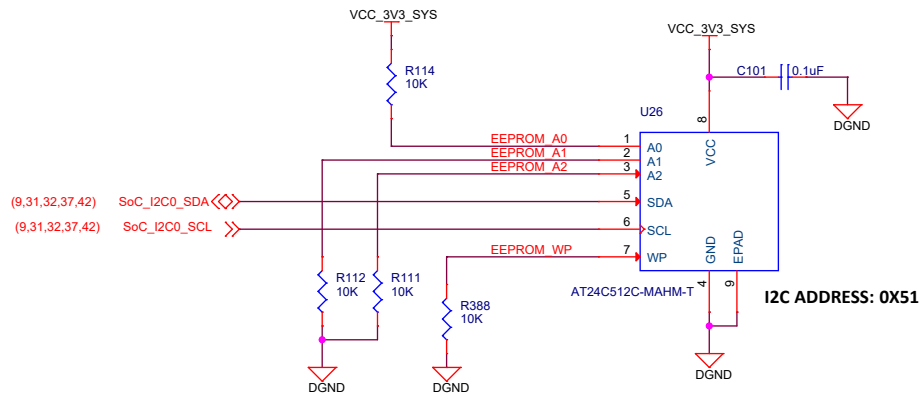 VCC_3V3_SYS
VCC_3V3_SYS
R114
10K
C101
0.1uF
DGND
U26
8
VCC
EEPROM_A0
1
A0
EEPROM_A1
2
A1
EEPROM_A2
3
A2
(9,31,32,37,42)
SoC_I2C0_SDA
5
SDA
(9,31,32,37,42)
SoC_I2C0_SCL
6
SCL
EEPROM_WP
7
WP
GND
EPAD
4
9
R112
10K
R111
10K
R388
10K
AT24C512C-MAHM-T
I2C ADDRESS: 0X51
DGND
DGND
DGND